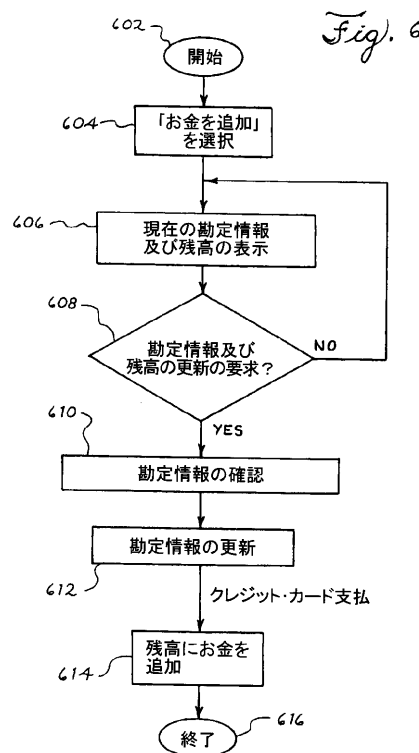 Fig. 6
602
開始
604
「お金を追加」
を選択
606
現在の勘定情報
及び残高の表示
608
勘定情報及び
残高の更新の要求？
NO
YES
610
勘定情報の確認
勘定情報の更新
612
クレジット・カード支払
残高にお金を
追加
614
終了
616